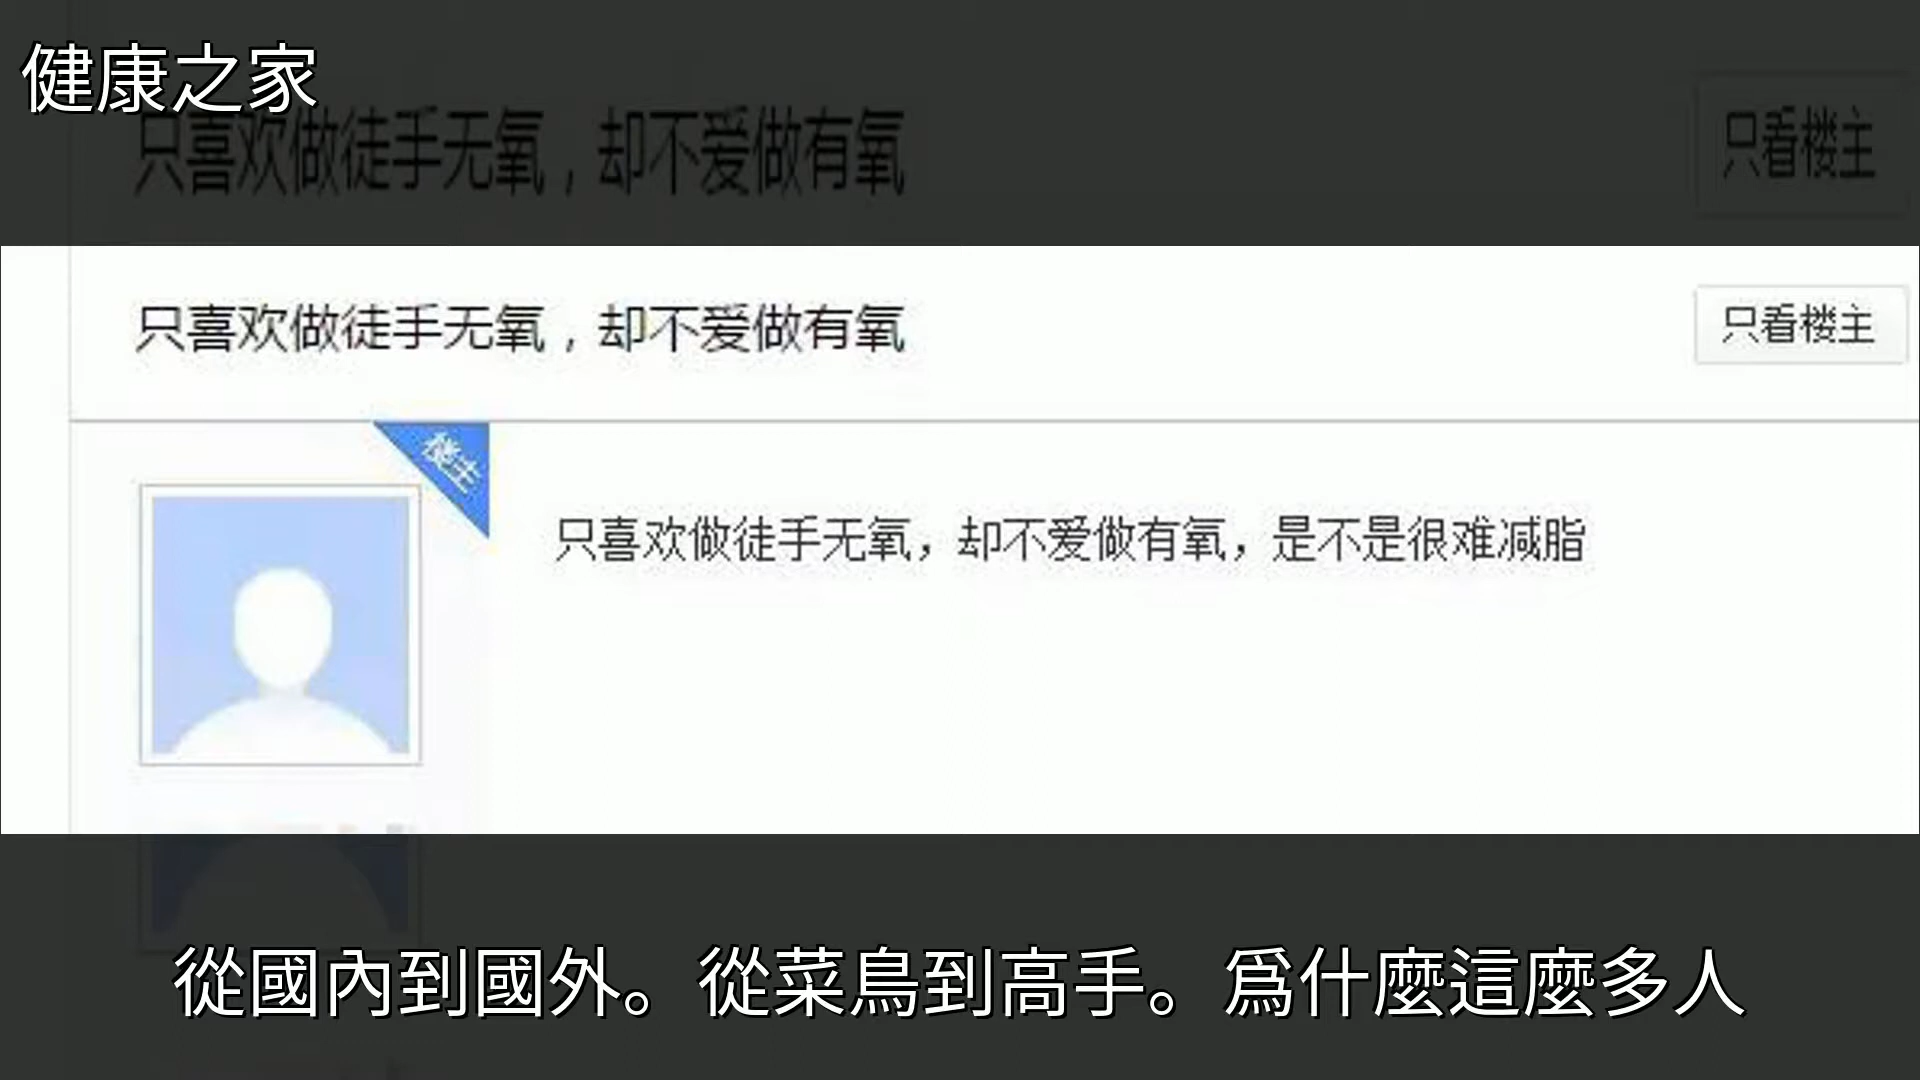 健康之家
只喜欢做徒手无氧，却不爱做有氧
只看楼主
只喜欢做徒手无氧，却不爱做有氧
只看楼主
楼主
只喜欢做徒手无氧，却不爱做有氧，是不是很难减脂
從國內到國外。從菜鳥到高手。爲什麼這麼多人